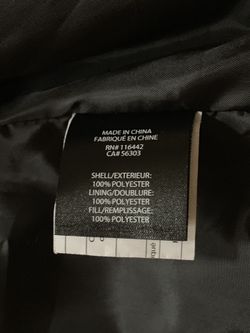 MADE IN CHINA
FABRIQUÉ EN CHINE
RN# 116442
CA# 56303
SHELL/EXTERIEUR:
100% POLYESTER
LINING/DOUBLURE:
100% POLYESTER
FILL/REMPLISSAGE:
100% POLYESTER